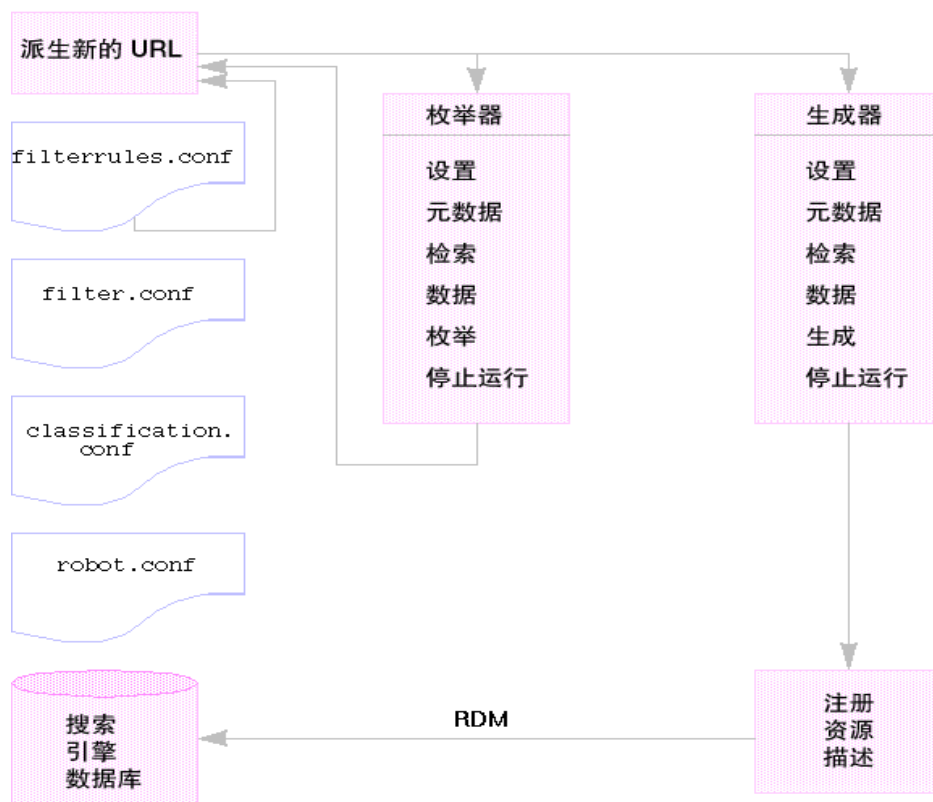 派生新的 URL
filterrules.conf
filter.conf
classification.
conf
robot.conf
枚举器
设置
元数据
检索
数据
枚举
停止运行
生成器
设置
元数据
检索
数据
生成
停止运行
搜索
引擎
数据库
RDM
注册
资源
描述